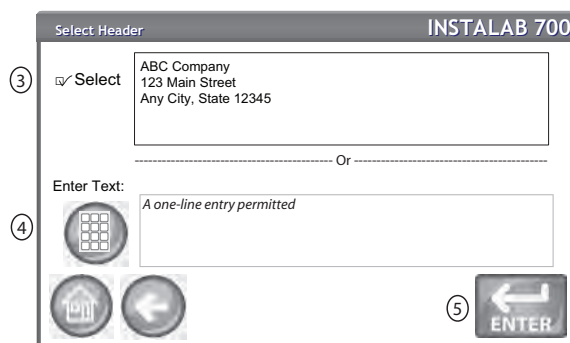 Select Header INSTALAB 700
3 Select
ABC Company
123 Main Street
Any City, State 12345
Or
Enter Text:
4
A one-line entry permitted
5
ENTER